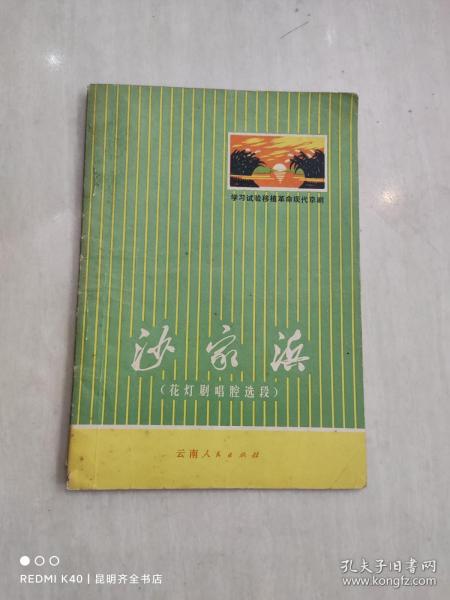 学习试验移植革命现代京剧
沙家浜
(花灯剧唱腔选段)
云南人民出版社
REDMI K40 | 昆明齐全书店
孔夫子旧书网
www.kongfz.com